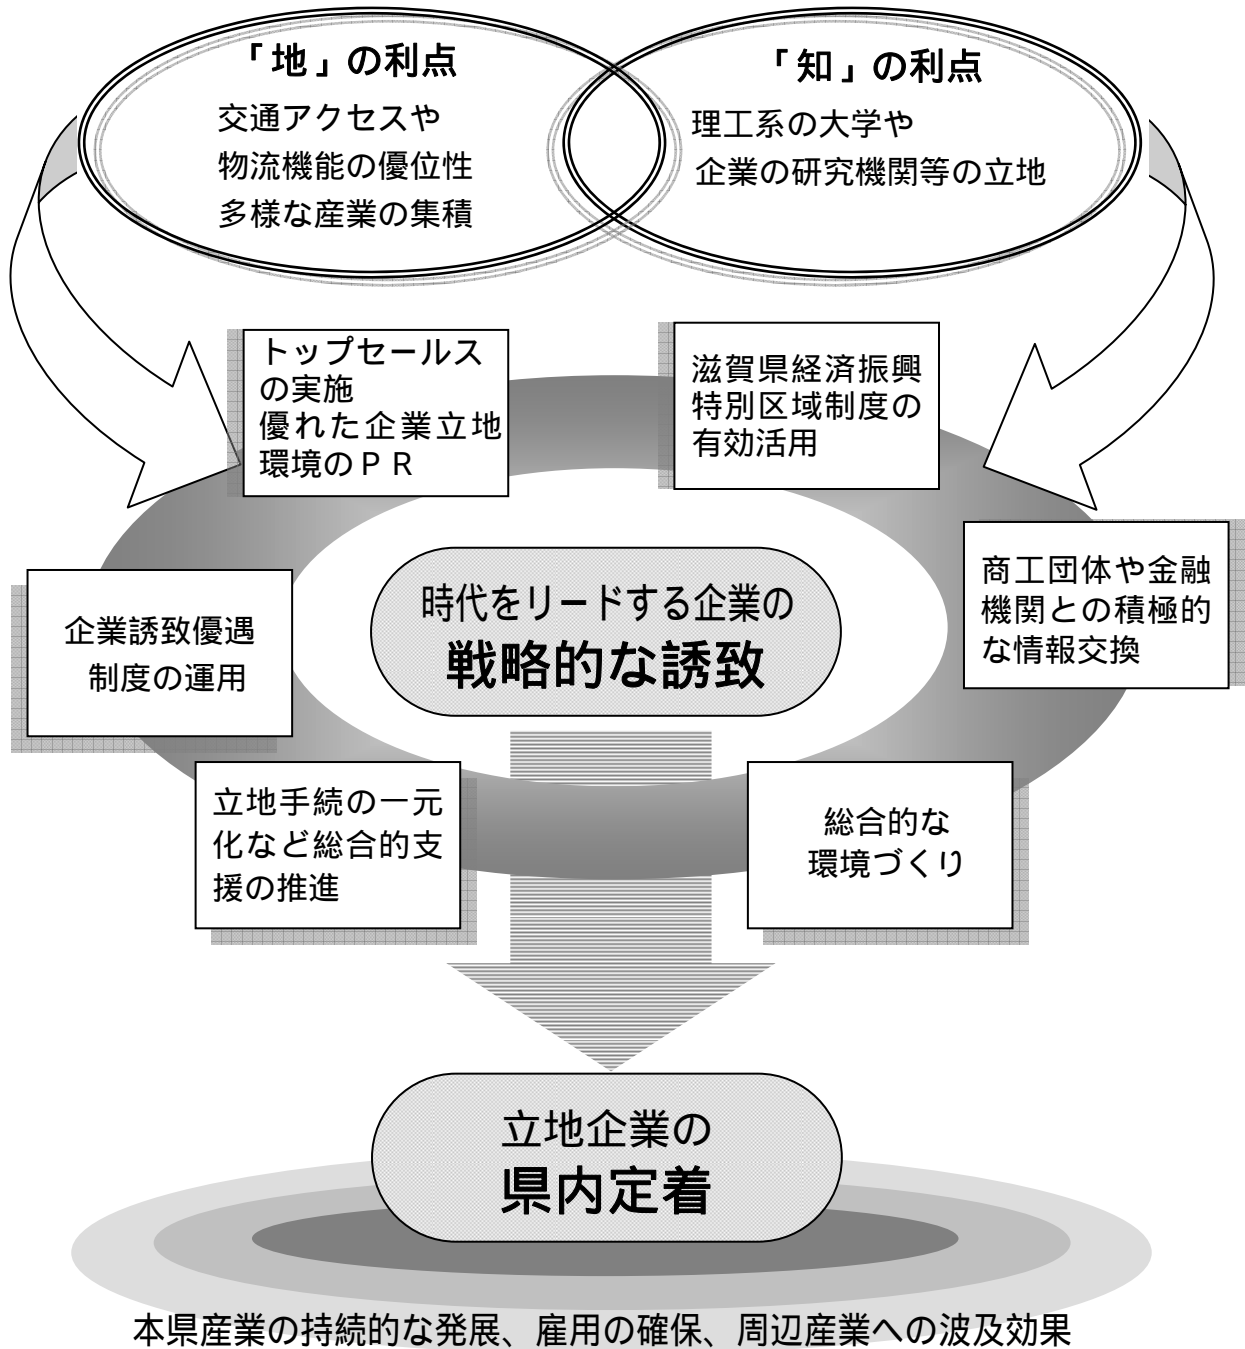 「地」の利点
交通アクセスや
物流機能の優位性
多様な産業の集積
「知」の利点
理工系の大学や
企業の研究機関等の立地
トップセールス
の実施
優れた企業立地
環境のＰＲ
滋賀県経済振興
特別区域制度の
有効活用
企業誘致優遇
制度の運用
時代をリードする企業の
戦略的な誘致
商工団体や金融
機関との積極的
な情報交換
立地手続の一元
化など総合的支
援の推進
総合的な
環境づくり
立地企業の
県内定着
本県産業の持続的な発展、雇用の確保、周辺産業への波及効果